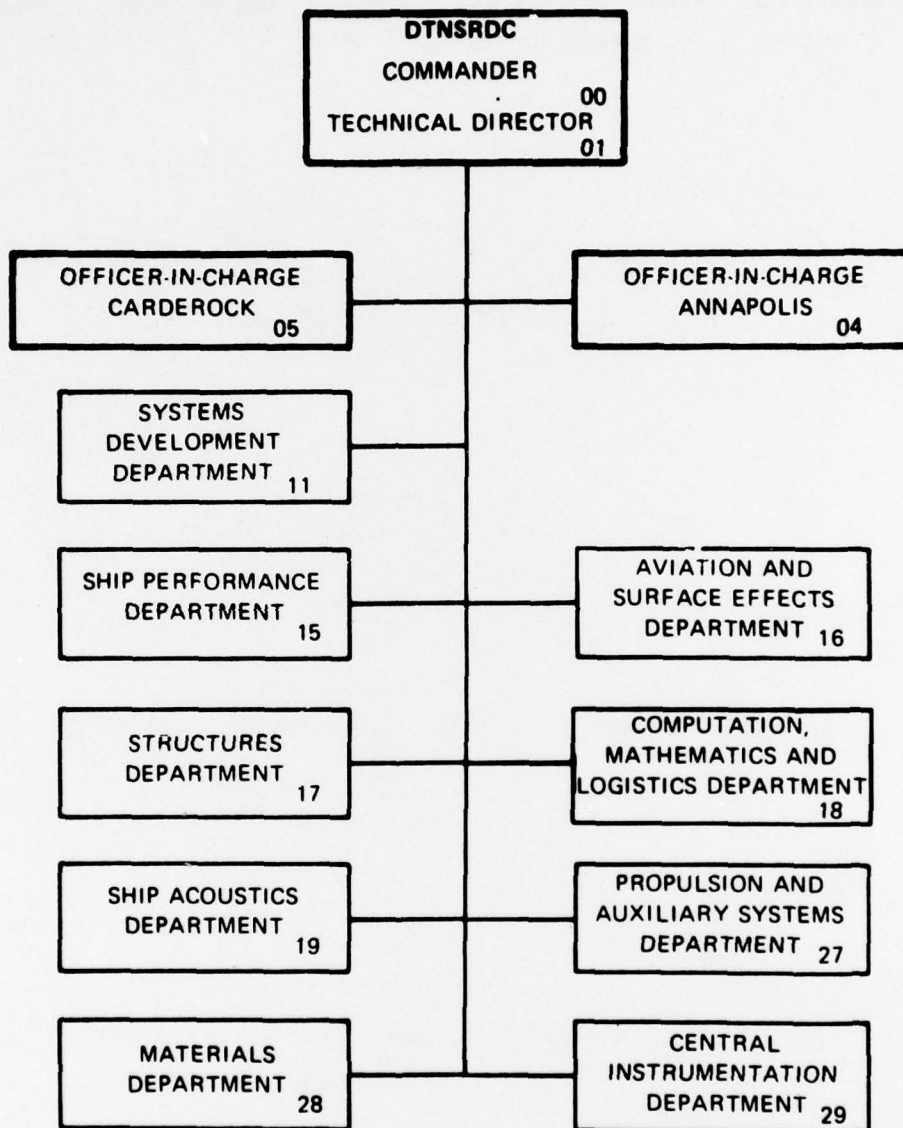 DTNSRDC
COMMANDER
00
TECHNICAL DIRECTOR
01
OFFICER-IN-CHARGE
CARDEROCK
05
OFFICER-IN-CHARGE
ANNAPOLIS
04
SYSTEMS
DEVELOPMENT
DEPARTMENT 11
SHIP PERFORMANCE
DEPARTMENT
15
AVIATION AND
SURFACE EFFECTS
DEPARTMENT 16
STRUCTURES
DEPARTMENT
17
COMPUTATION,
MATHEMATICS AND
LOGISTICS DEPARTMENT
18
SHIP ACOUSTICS
DEPARTMENT
19
PROPULSION AND
AUXILIARY SYSTEMS
DEPARTMENT 27
MATERIALS
DEPARTMENT
28
CENTRAL
INSTRUMENTATION
DEPARTMENT 29